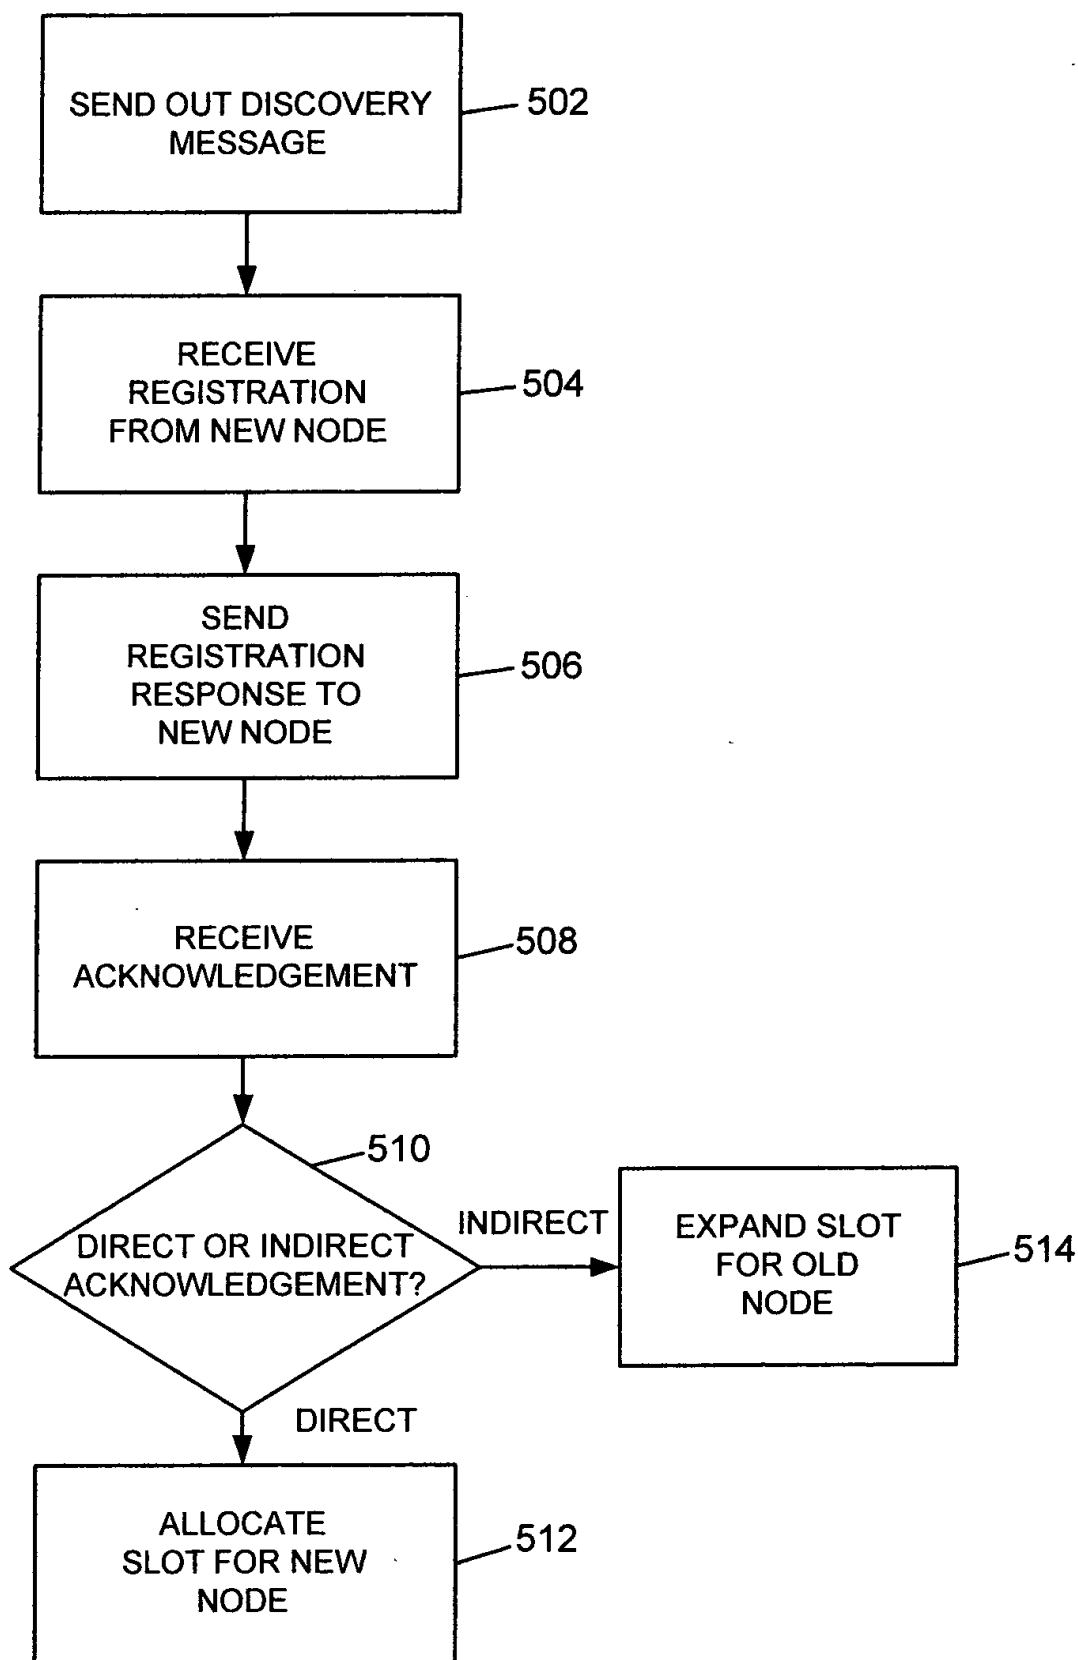 SEND OUT DISCOVERY
MESSAGE
502
RECEIVE
REGISTRATION
FROM NEW NODE
504
SEND
REGISTRATION
RESPONSE TO
NEW NODE
506
RECEIVE
ACKNOWLEDGEMENT
508
510
DIRECT OR INDIRECT
ACKNOWLEDGEMENT?
INDIRECT
EXPAND SLOT
FOR OLD
NODE
514
DIRECT
ALLOCATE
SLOT FOR NEW
NODE
512